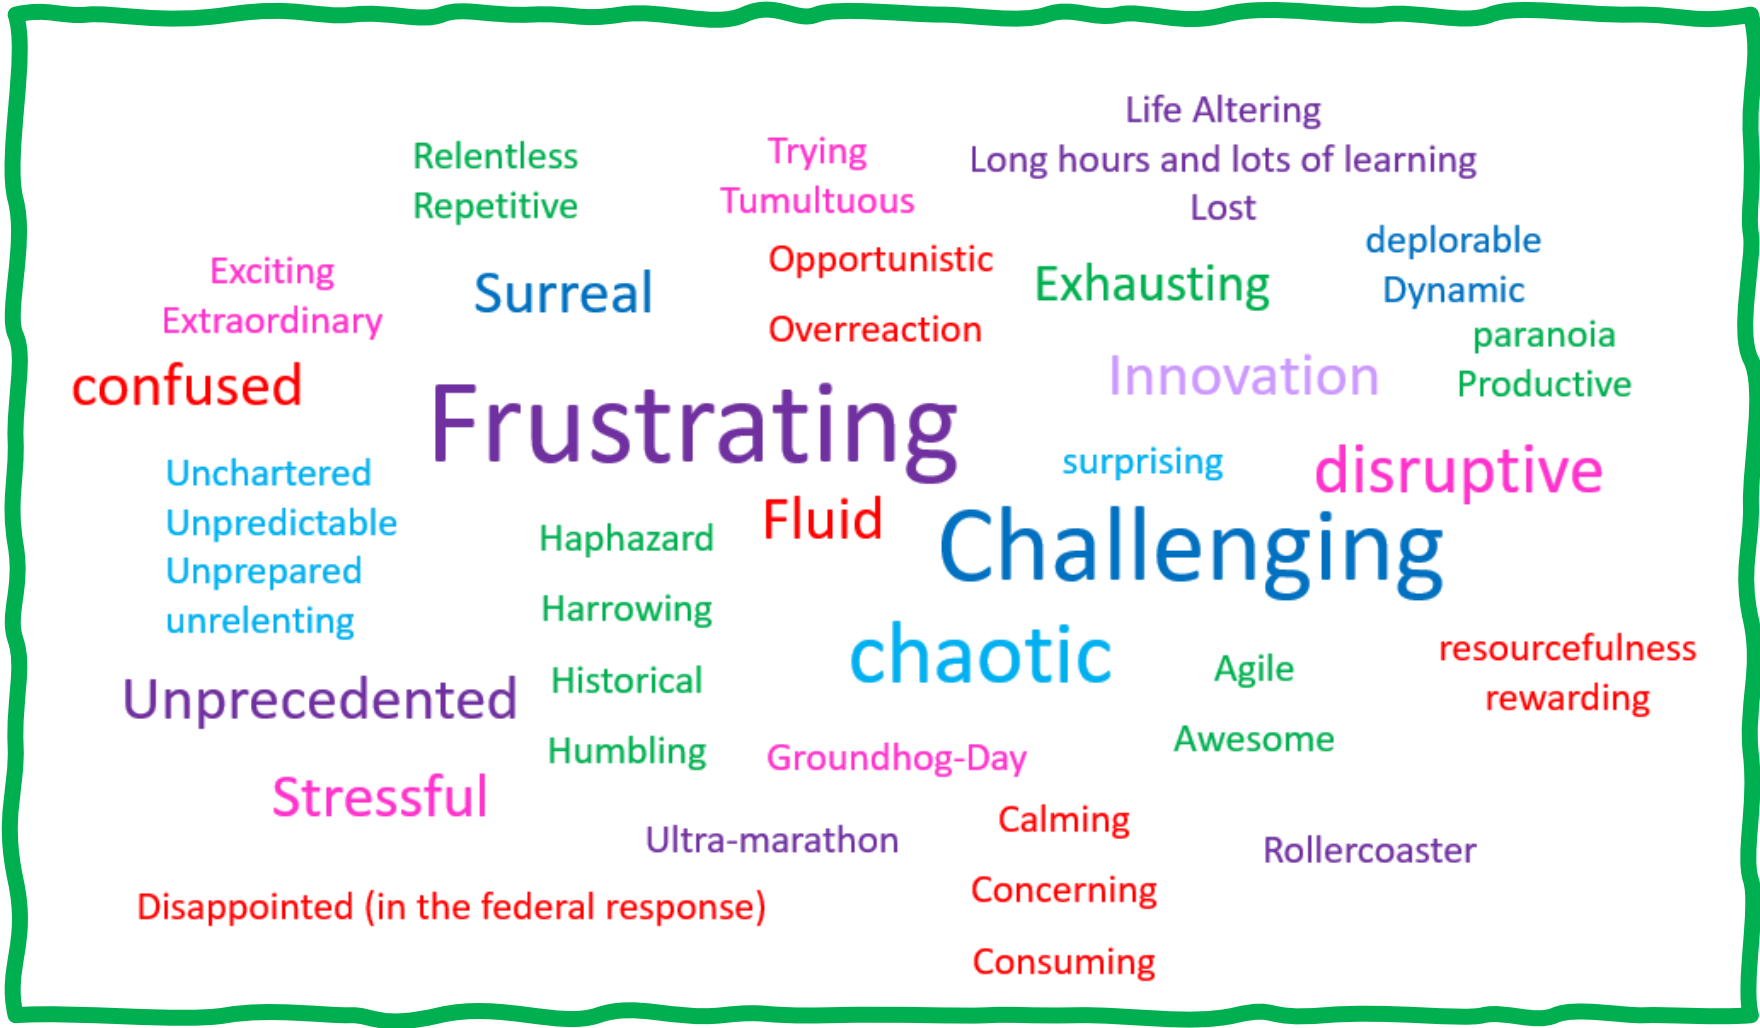 Life Altering
Long hours and lots of learning
Lost
Relentless
Repetitive
Trying
Tumultuous
deplorable
Dynamic
Exciting
Extraordinary
Surreal
Opportunistic
Overreaction
Exhausting
paranoia
Productive
confused
Frustrating
Innovation
surprising
disruptive
Unchartered
Unpredictable
Unprepared
unrelenting
Haphazard
Harrowing
Historical
Humbling
Fluid
Challenging
chaotic
Agile
Awesome
resourcefulness
rewarding
Unprecedented
Stressful
Groundhog-Day
Ultra-marathon
Calming
Concerning
Consuming
Rollercoaster
Disappointed (in the federal response)